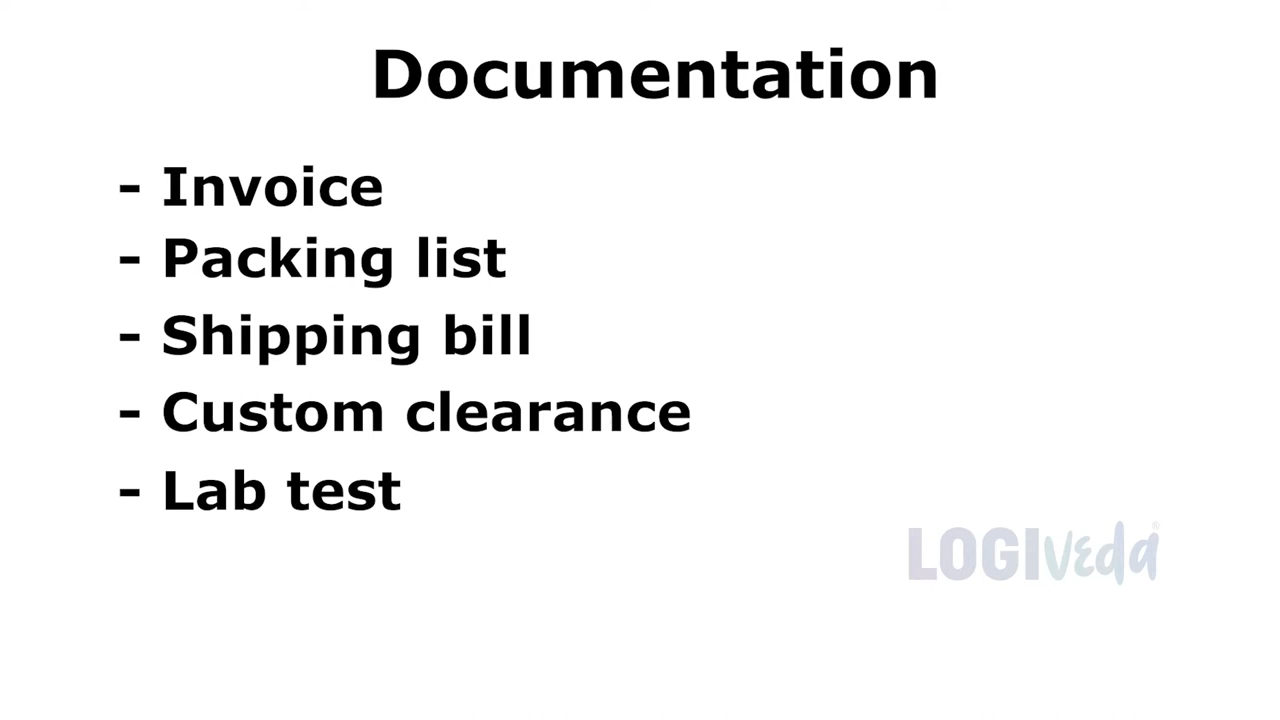 Documentation
- Invoice
- Packing list
- Shipping bill
- Custom clearance
- Lab test
LOGIveda®